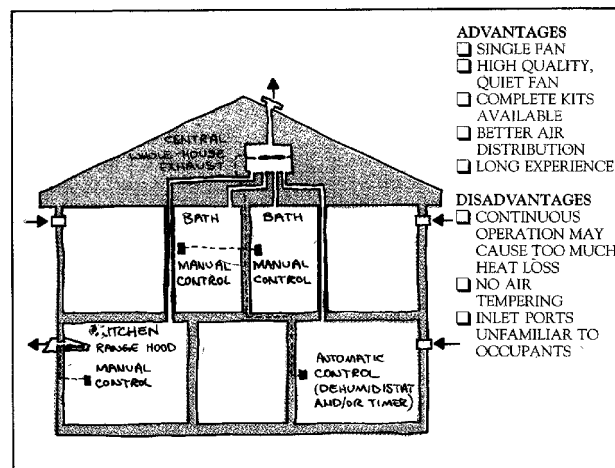 CENTRAL
WHOLE HOUSE
EXHAUST
BATH
BATH
MANUAL
CONTROL
MANUAL
CONTROL
KITCHEN
RANGE HOOD
MANUAL
CONTROL
AUTOMATIC
CONTROL
(DEHUMIDISTAT
AND/OR TIMER)
ADVANTAGES
❑ SINGLE FAN
❑ HIGH QUALITY,
QUIET FAN
❑ COMPLETE KITS
AVAILABLE
❑ BETTER AIR
DISTRIBUTION
❑ LONG EXPERIENCE
DISADVANTAGES
❑ CONTINUOUS
OPERATION MAY
CAUSE TOO MUCH
HEAT LOSS
❑ NO AIR
TEMPERING
❑ INLET PORTS
UNFAMILIAR TO
OCCUPANTS